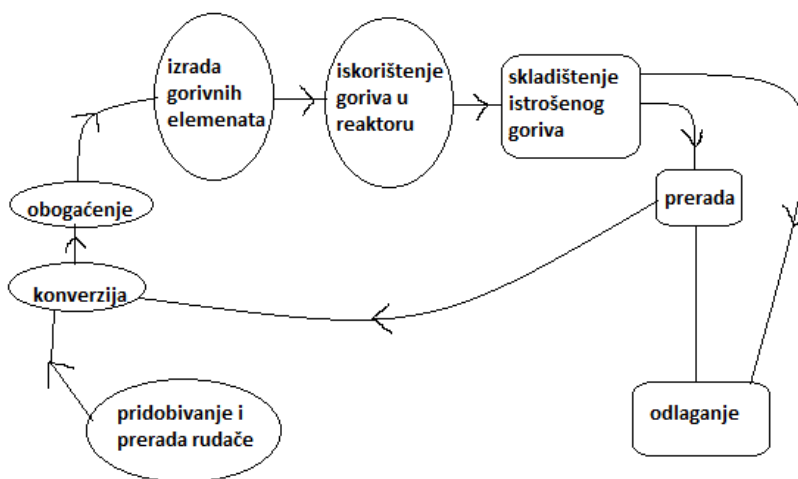 izrada
gorivnih
elemenata
iskorištenje
goriva u
reaktoru
skladištenje
istrošenog
goriva
prerada
obogaćenje
konverzija
pridobivanje i
prerada rudače
odlaganje